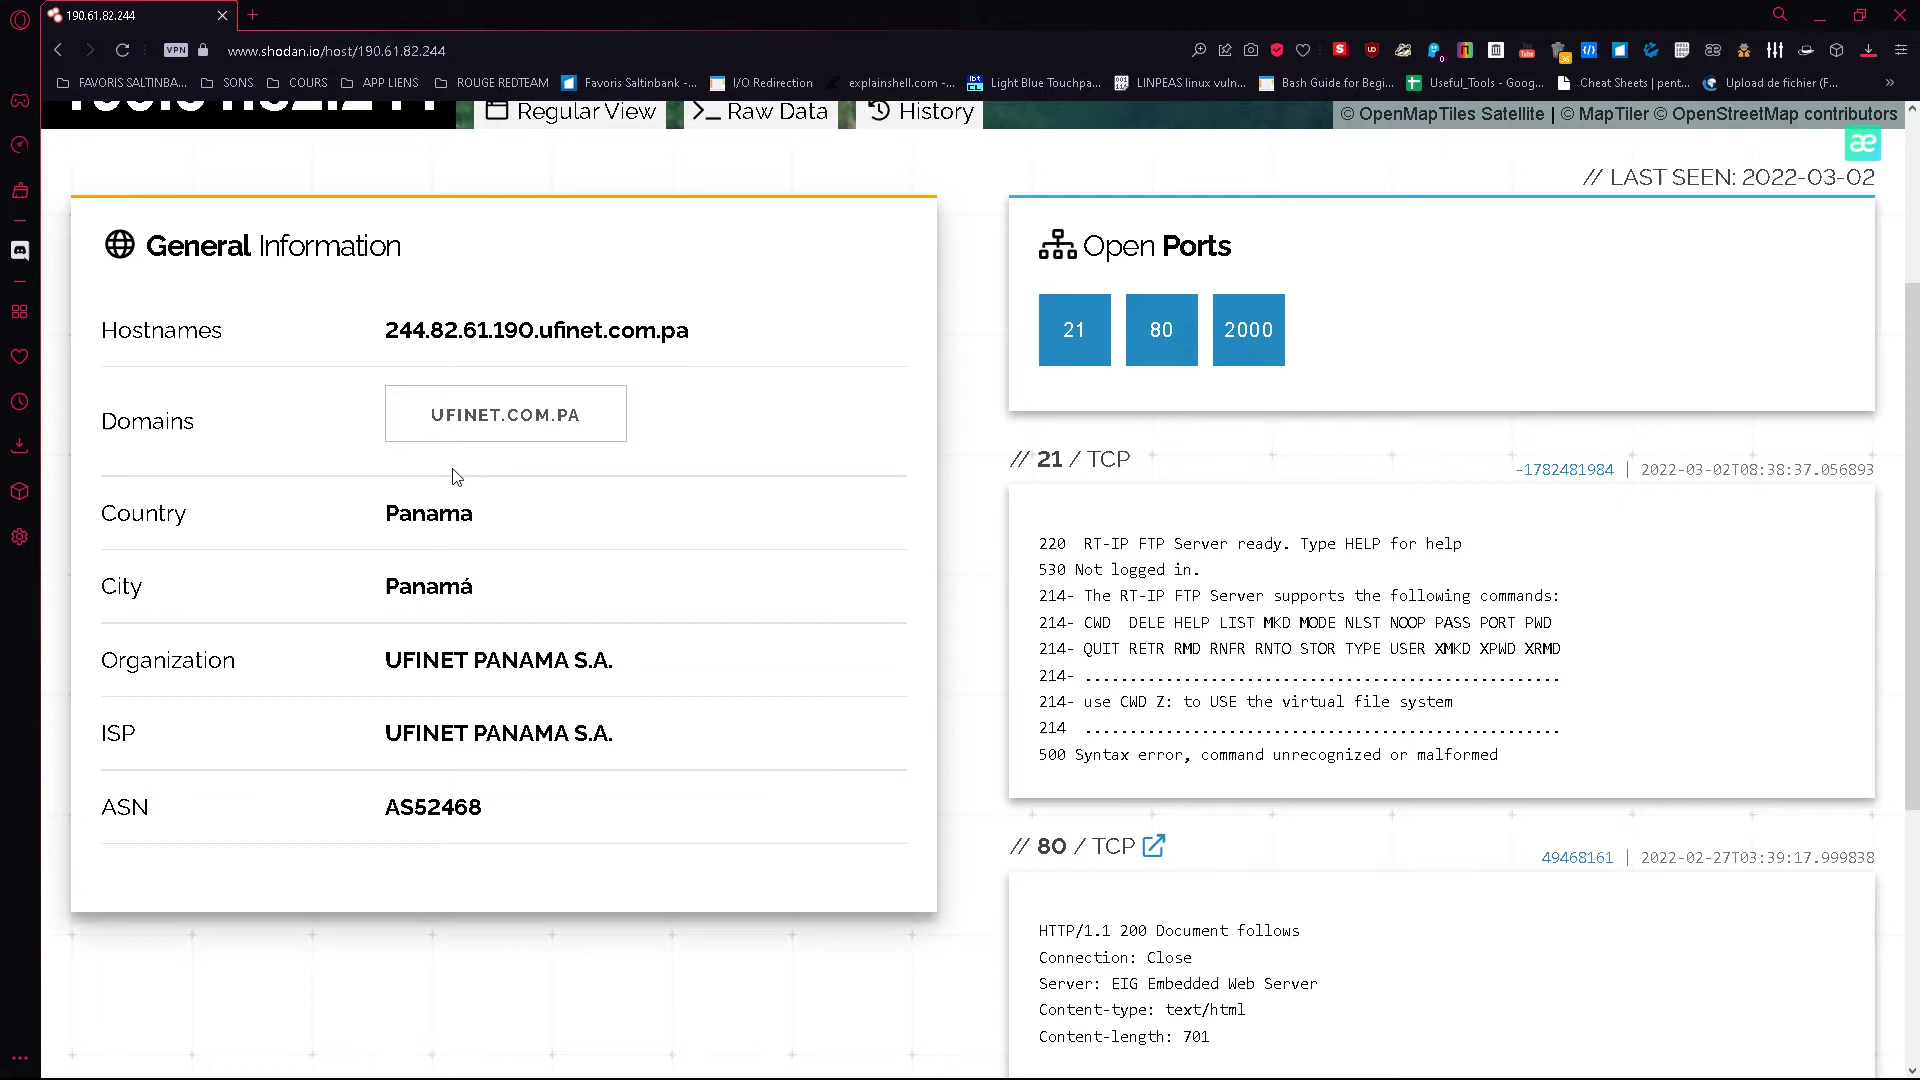 190.61.82.244
VPN
www.shodan.io/host/190.61.82.244
FAVORIS SALTINBA...
SONS
COURS
APP LIENS
ROUGE REDTEAM
Favoris Saltinbank -...
I/O Redirection
explainshell.com -...
Light Blue Touchpa...
LINPEAS linux vuln...
Bash Guide for Begi...
Useful_Tools - Goog...
Cheat Sheets | pent...
Upload de fichier (F...
»
Regular View
Raw Data
History
© OpenMapTiles Satellite | © MapTiler © OpenStreetMap contributors
æ
// LAST SEEN: 2022-03-02
General Information
Hostnames
244.82.61.190.ufinet.com.pa
Domains
UFINET.COM.PA
Country
Panama
City
Panamá
Organization
UFINET PANAMA S.A.
ISP
UFINET PANAMA S.A.
ASN
AS52468
Open Ports
21
80
2000
// 21 / TCP
-1782481984 | 2022-03-02T08:38:37.056893
220  RT-IP FTP Server ready. Type HELP for help
530 Not logged in.
214- The RT-IP FTP Server supports the following commands:
214- CWD  DELE HELP LIST MKD MODE NLST NOOP PASS PORT PWD
214- QUIT RETR RMD RNFR RNTO STOR TYPE USER XMKD XPWD XRMD
214- .....................................................
214- use CWD Z: to USE the virtual file system
214  .....................................................
500 Syntax error, command unrecognized or malformed
// 80 / TCP
49468161 | 2022-02-27T03:39:17.999838
HTTP/1.1 200 Document follows
Connection: Close
Server: EIG Embedded Web Server
Content-type: text/html
Content-length: 701